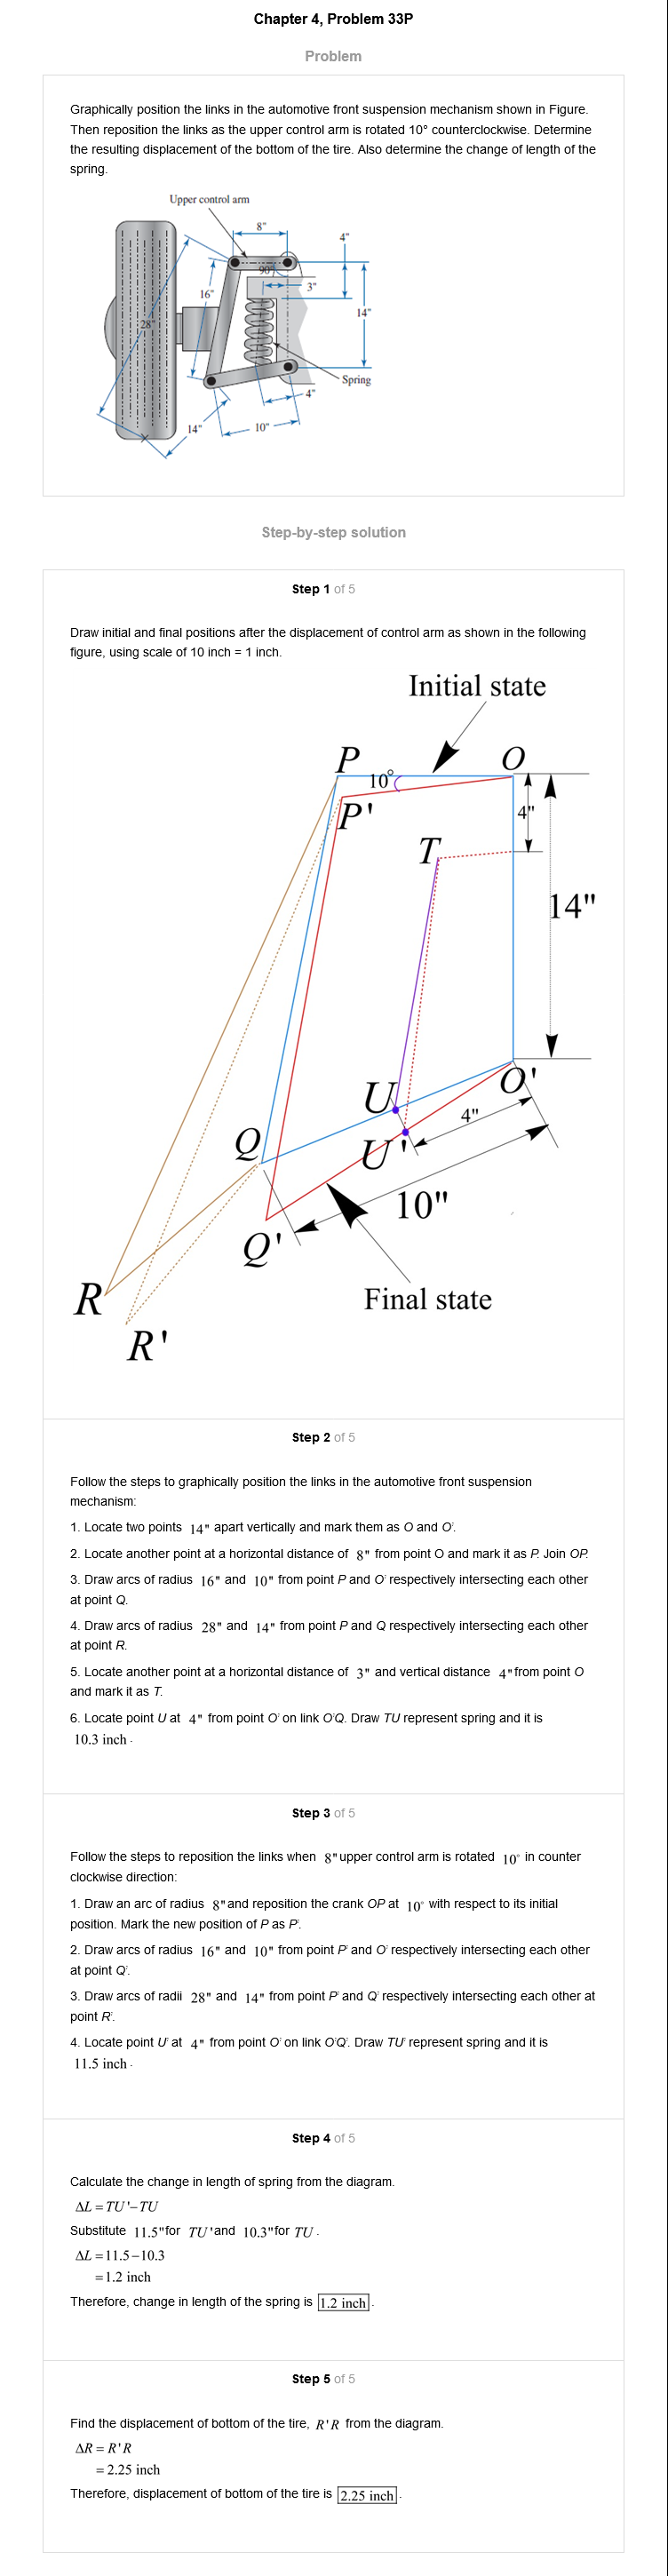 Chapter 4, Problem 33P
Problem
Graphically position the links in the automotive front suspension mechanism shown in Figure.
Then reposition the links as the upper control arm is rotated 10° counterclockwise. Determine
the resulting displacement of the bottom of the tire. Also determine the change of length of the
spring.
Upper control arm
8"
4"
90°
3"
16"
14"
28"
Spring
4"
14"
10"
Step-by-step solution
Step 1 of 5
Draw initial and final positions after the displacement of control arm as shown in the following
figure, using scale of 10 inch = 1 inch.
Initial state
P
O
10°
P'
4"
T
14"
U
O'
4"
Q
U'
10"
Q'
R
Final state
R'
Step 2 of 5
Follow the steps to graphically position the links in the automotive front suspension
mechanism:
1. Locate two points 14" apart vertically and mark them as O and O'.
2. Locate another point at a horizontal distance of 8" from point O and mark it as P. Join OP.
3. Draw arcs of radius 16" and 10" from point P and O' respectively intersecting each other
at point Q.
4. Draw arcs of radius 28" and 14" from point P and Q respectively intersecting each other
at point R.
5. Locate another point at a horizontal distance of 3" and vertical distance 4" from point O
and mark it as T.
6. Locate point U at 4" from point O' on link O'Q. Draw TU represent spring and it is
10.3 inch .
Step 3 of 5
Follow the steps to reposition the links when 8" upper control arm is rotated 10° in counter
clockwise direction:
1. Draw an arc of radius 8" and reposition the crank OP at 10° with respect to its initial
position. Mark the new position of P as P'.
2. Draw arcs of radius 16" and 10" from point P' and O' respectively intersecting each other
at point Q'.
3. Draw arcs of radii 28" and 14" from point P' and Q' respectively intersecting each other at
point R'.
4. Locate point U' at 4" from point O' on link O'Q'. Draw TU' represent spring and it is
11.5 inch .
Step 4 of 5
Calculate the change in length of spring from the diagram.
ΔL = TU'−TU
Substitute 11.5" for TU' and 10.3" for TU .
ΔL = 11.5−10.3
= 1.2 inch
Therefore, change in length of the spring is 1.2 inch .
Step 5 of 5
Find the displacement of bottom of the tire, R'R from the diagram.
ΔR = R'R
= 2.25 inch
Therefore, displacement of bottom of the tire is 2.25 inch .